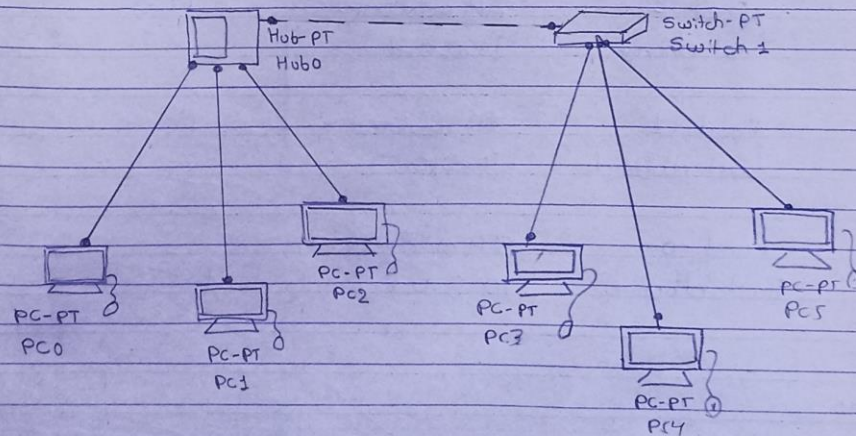 Hub-PT
Hub0
Switch-PT
Switch 1
PC-PT
PC0
PC-PT
PC1
PC-PT
PC2
PC-PT
PC3
PC-PT
PC4
PC-PT
PC5